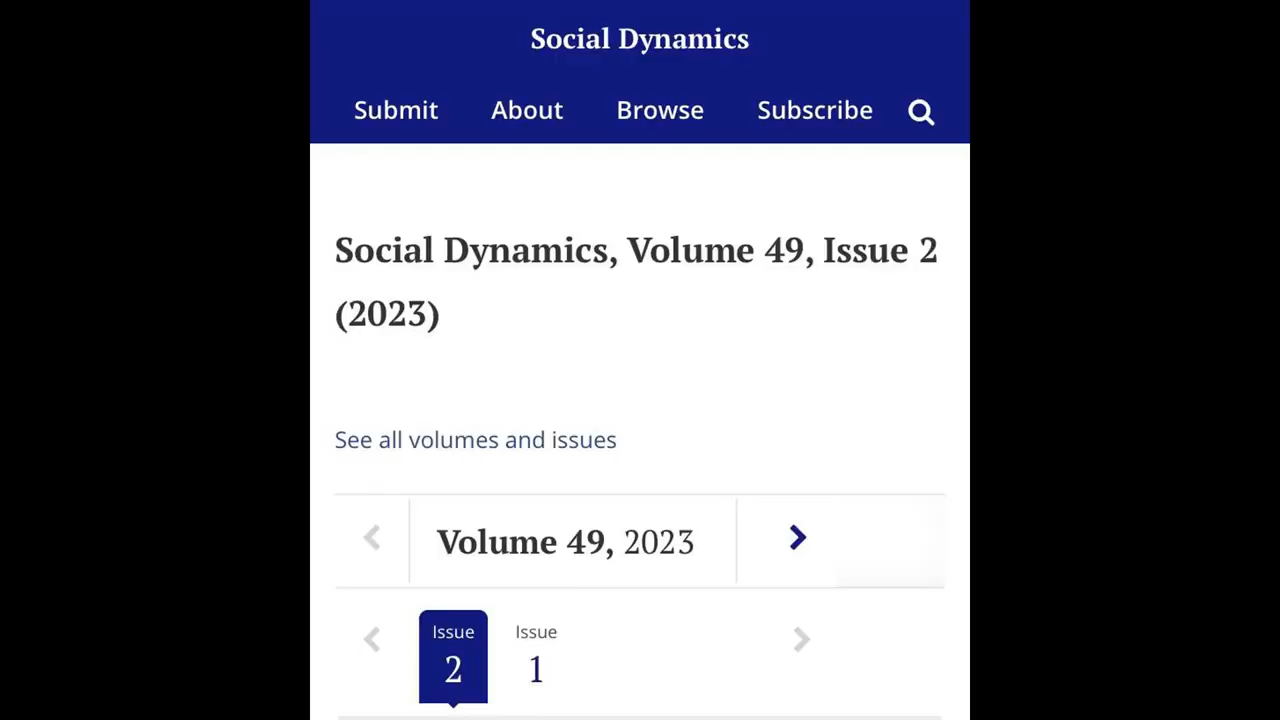 Social Dynamics
Submit About Browse Subscribe
Social Dynamics, Volume 49, Issue 2
(2023)
See all volumes and issues
Volume 49, 2023
Issue Issue
2 1